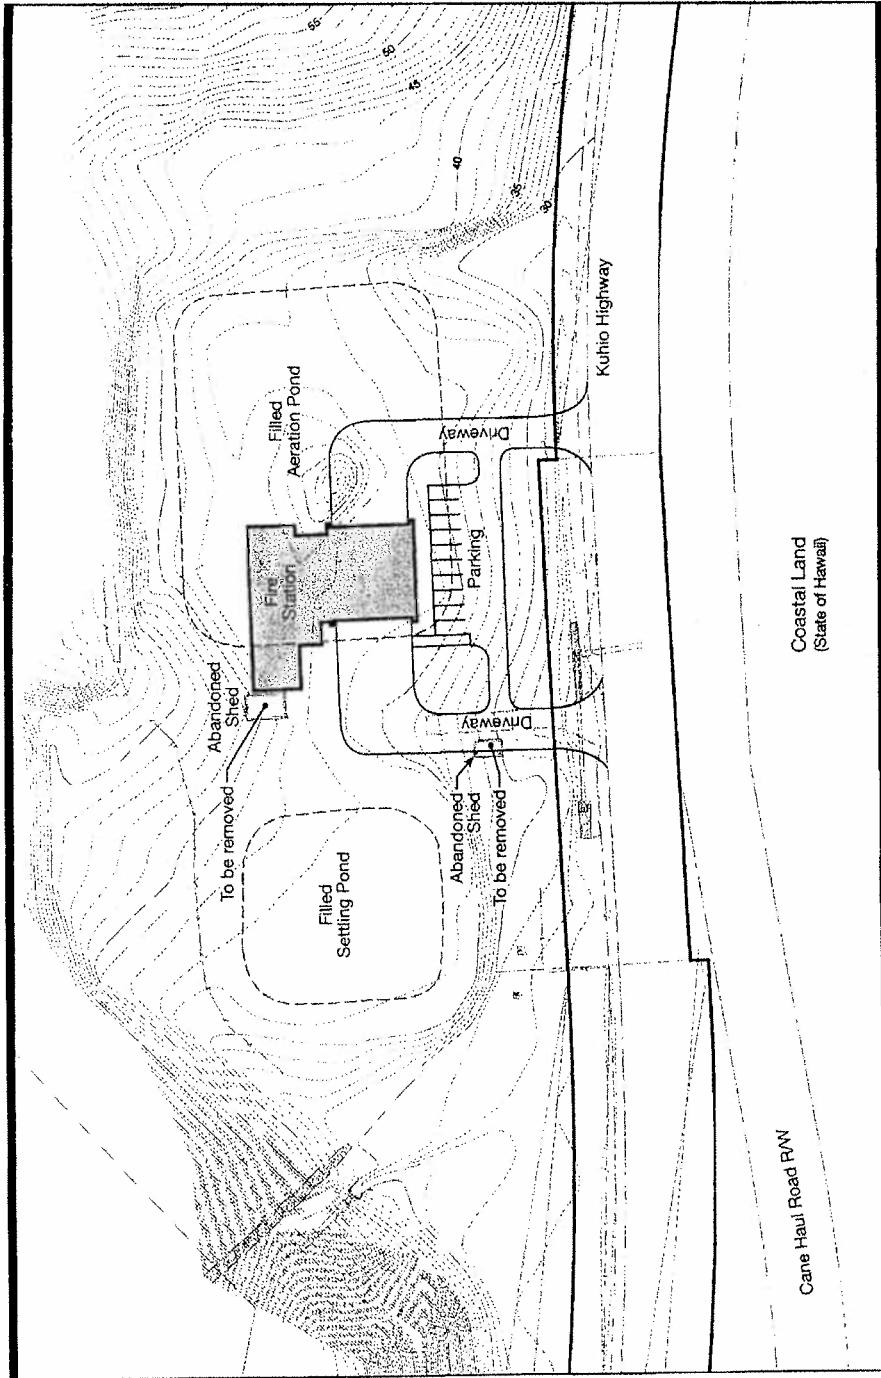 55
50
45
40
35
30
Filled
Aeration Pond
Kuhio Highway
Driveway
Fire
Station
Parking
Coastal Land
(State of Hawaii)
Abandoned
Shed
To be removed
Driveway
Abandoned
Shed
To be removed
Filled
Settling Pond
Cane Haul Road R/W